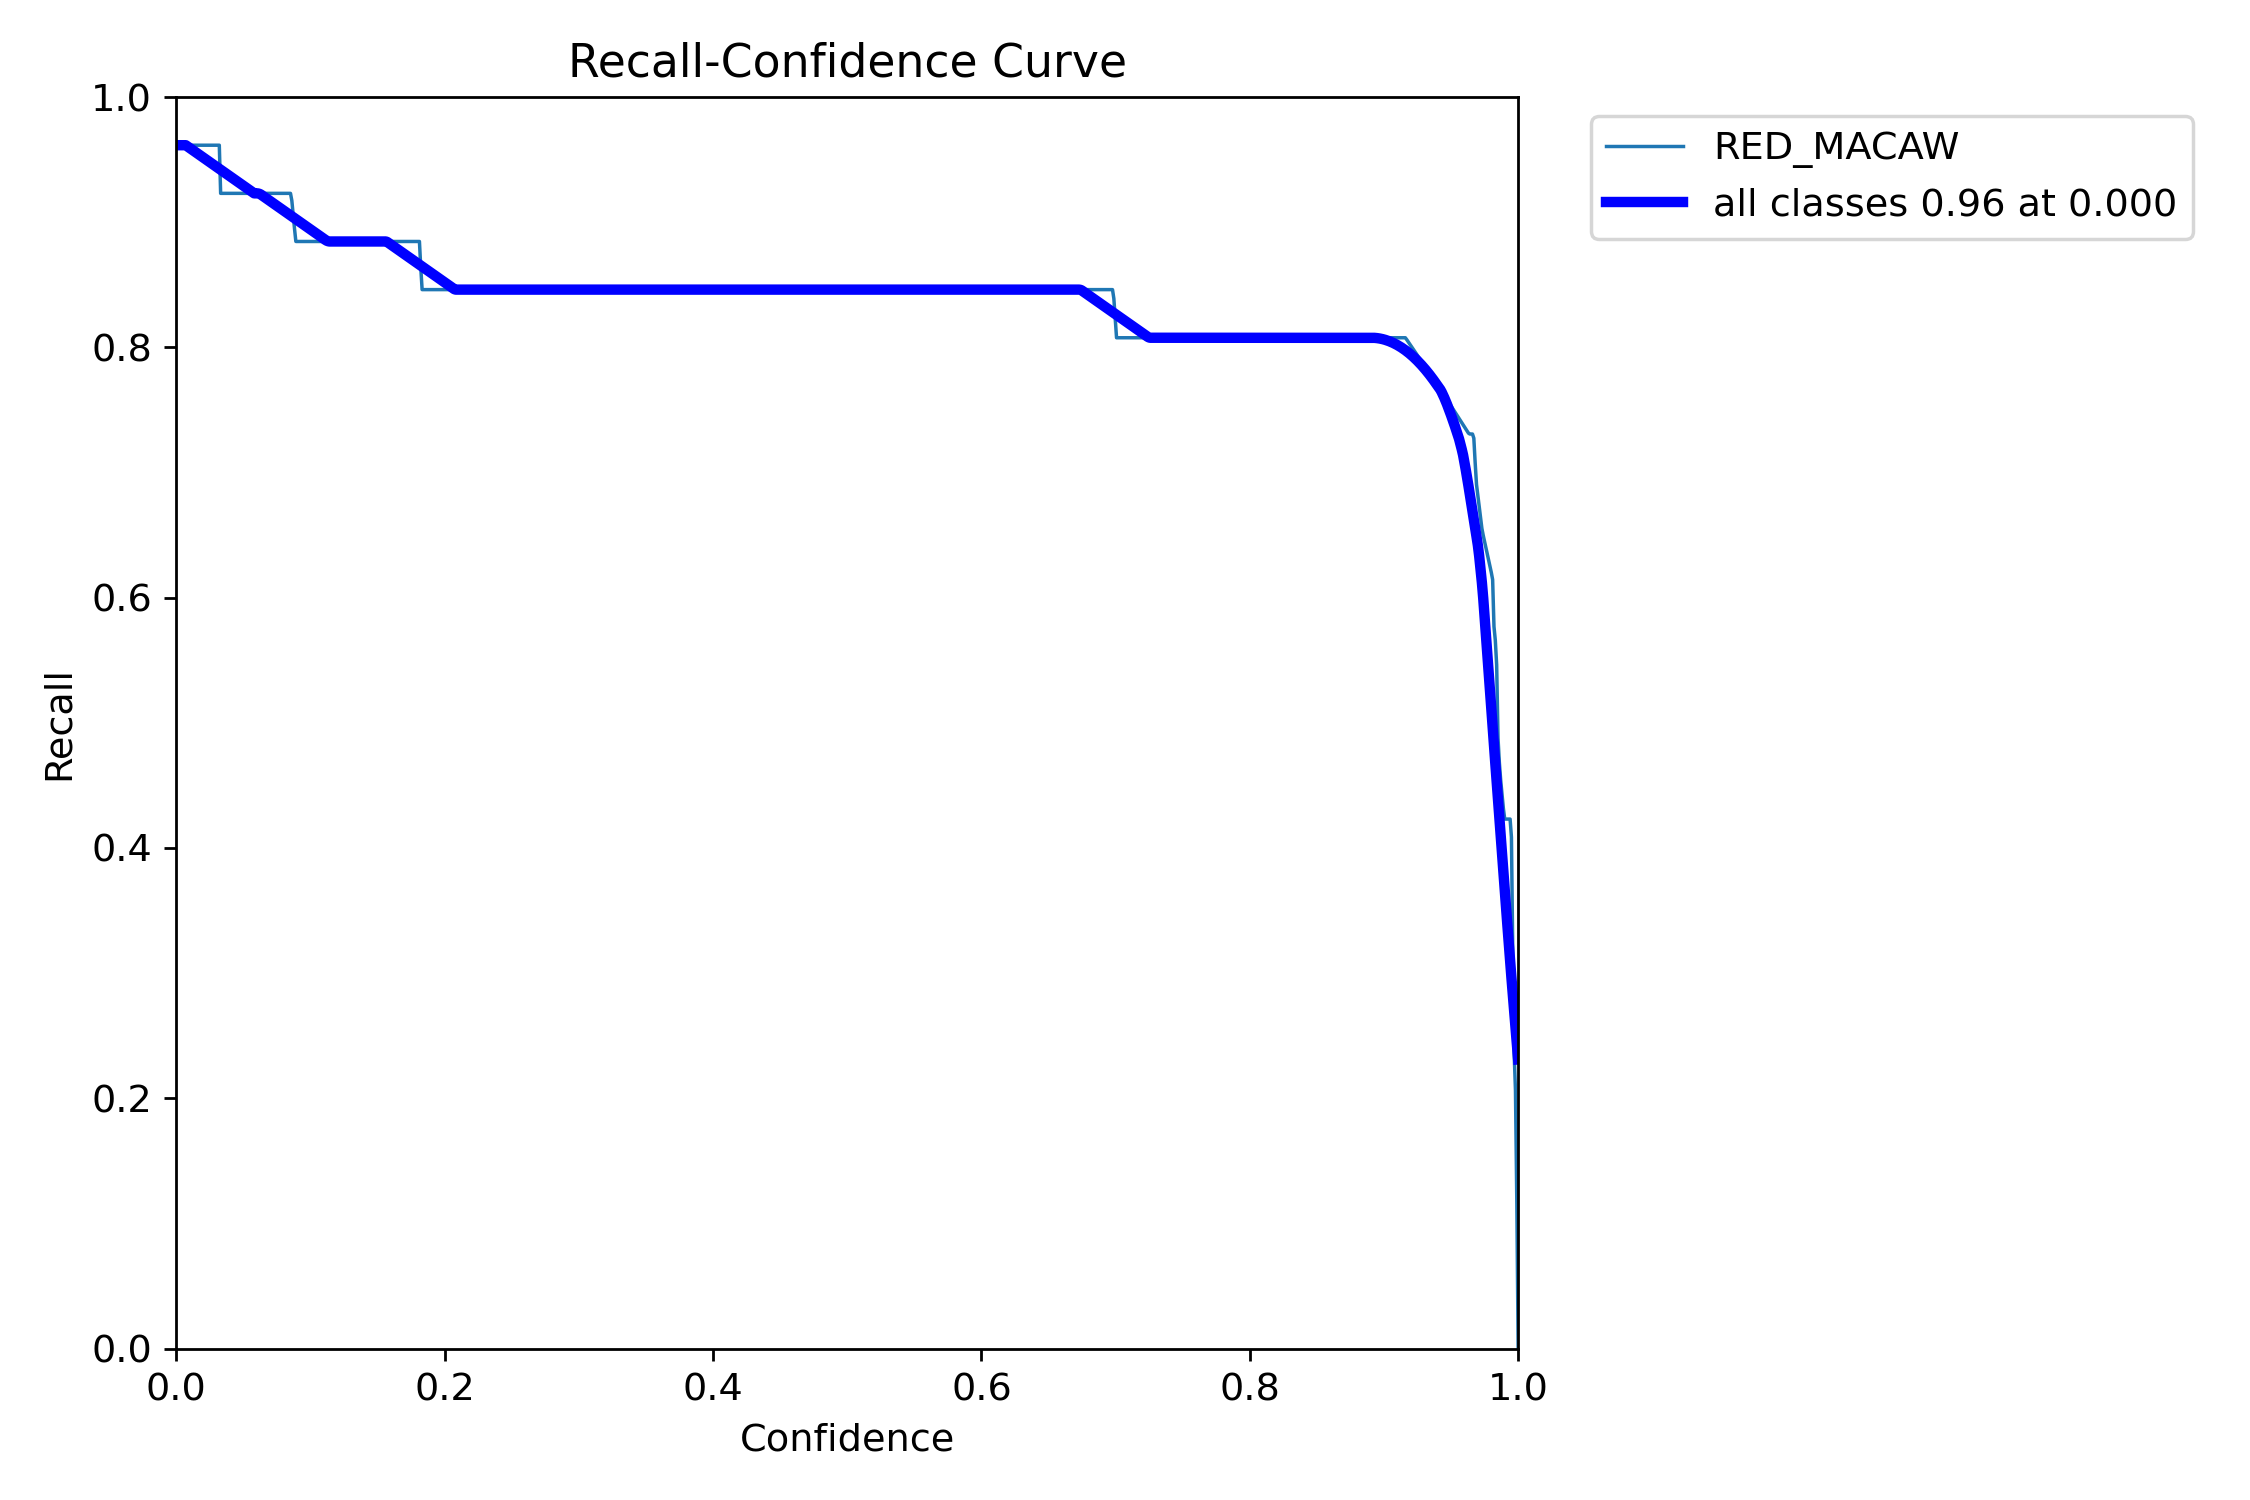 Recall-Confidence Curve
1.0
0.8
0.6
0.4
0.2
0.0
Recall
0.0 0.2 0.4 0.6 0.8 1.0
Confidence
RED_MACAW
all classes 0.96 at 0.000